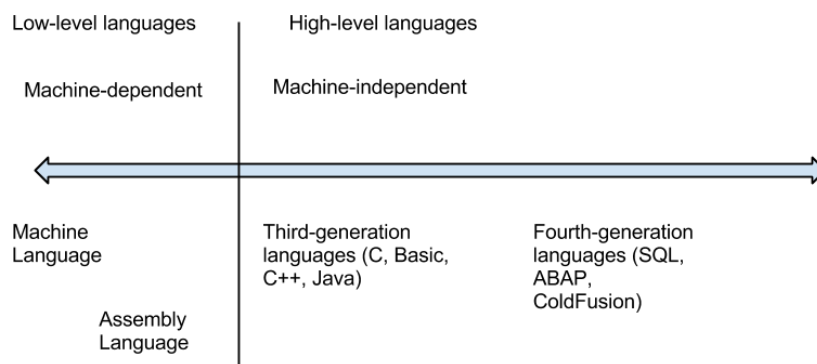 Low-level languages
High-level languages
Machine-dependent
Machine-independent
Machine
Language
Third-generation
languages (C, Basic,
C++, Java)
Fourth-generation
languages (SQL,
ABAP,
ColdFusion)
Assembly
Language